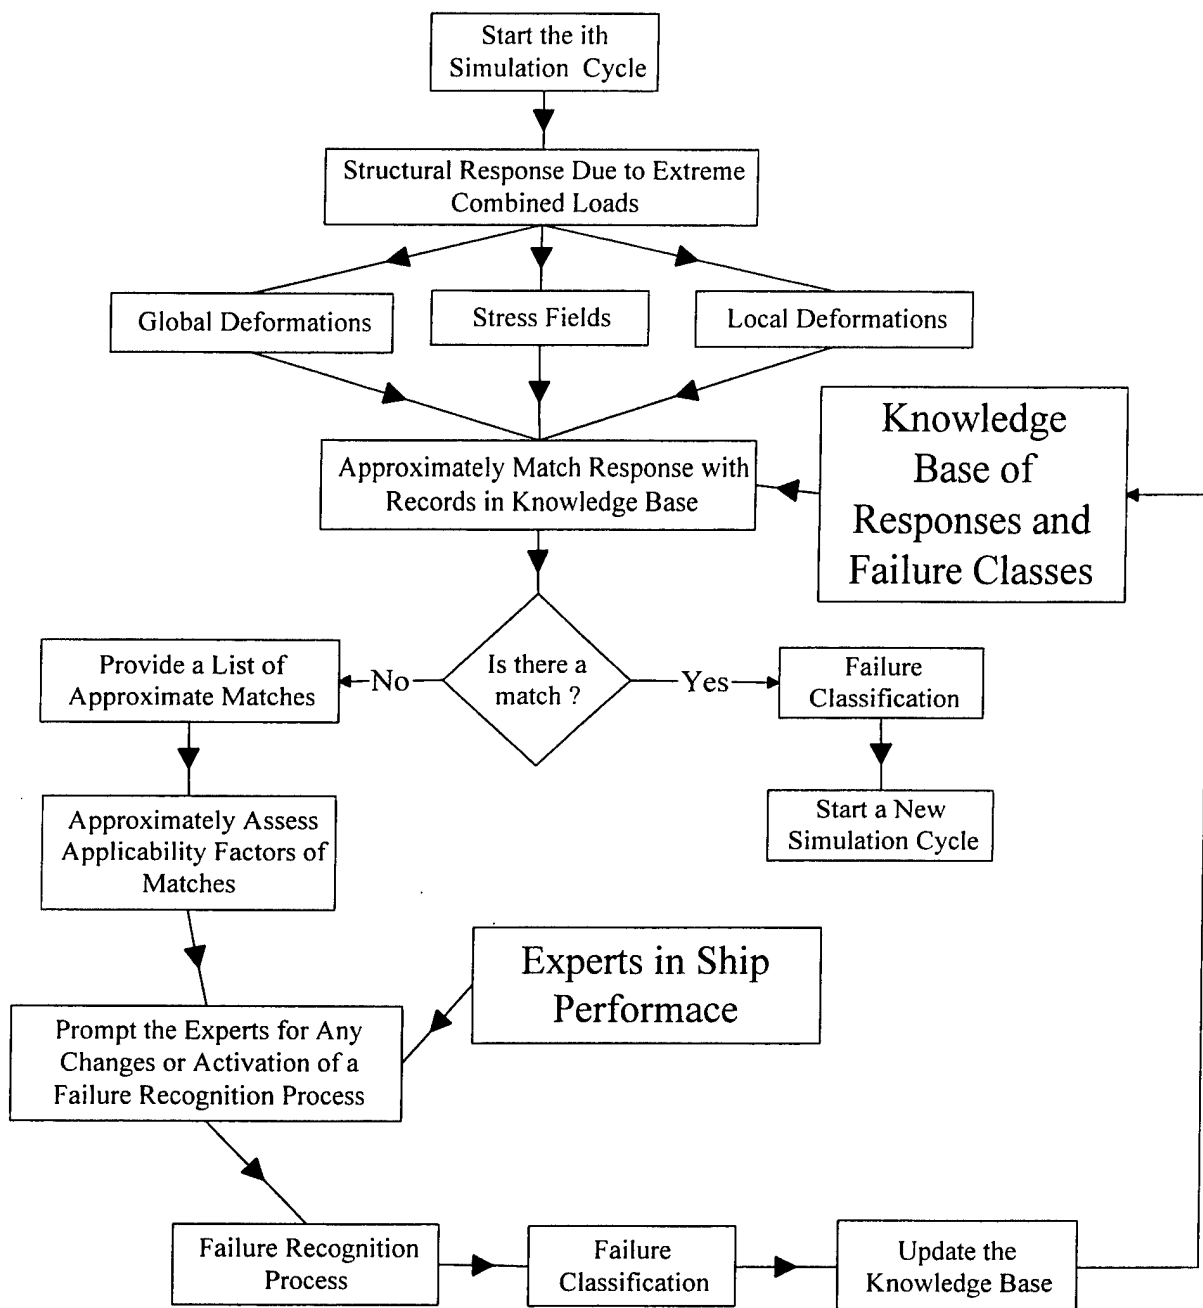 Start the ith
Simulation Cycle
Structural Response Due to Extreme
Combined Loads
Global Deformations
Stress Fields
Local Deformations
Knowledge
Base of
Responses and
Failure Classes
Approximately Match Response with
Records in Knowledge Base
Is there a
match ?
No
Yes
Provide a List of
Approximate Matches
Failure
Classification
Start a New
Simulation Cycle
Approximately Assess
Applicability Factors of
Matches
Experts in Ship
Performace
Prompt the Experts for Any
Changes or Activation of a
Failure Recognition Process
Failure Recognition
Process
Failure
Classification
Update the
Knowledge Base